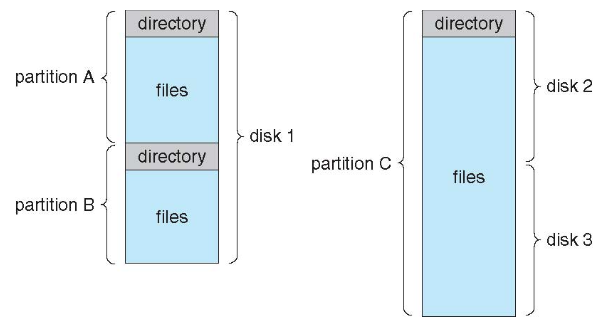 directory
partition A
files
disk 1
directory
partition B
files
directory
disk 2
partition C
files
disk 3